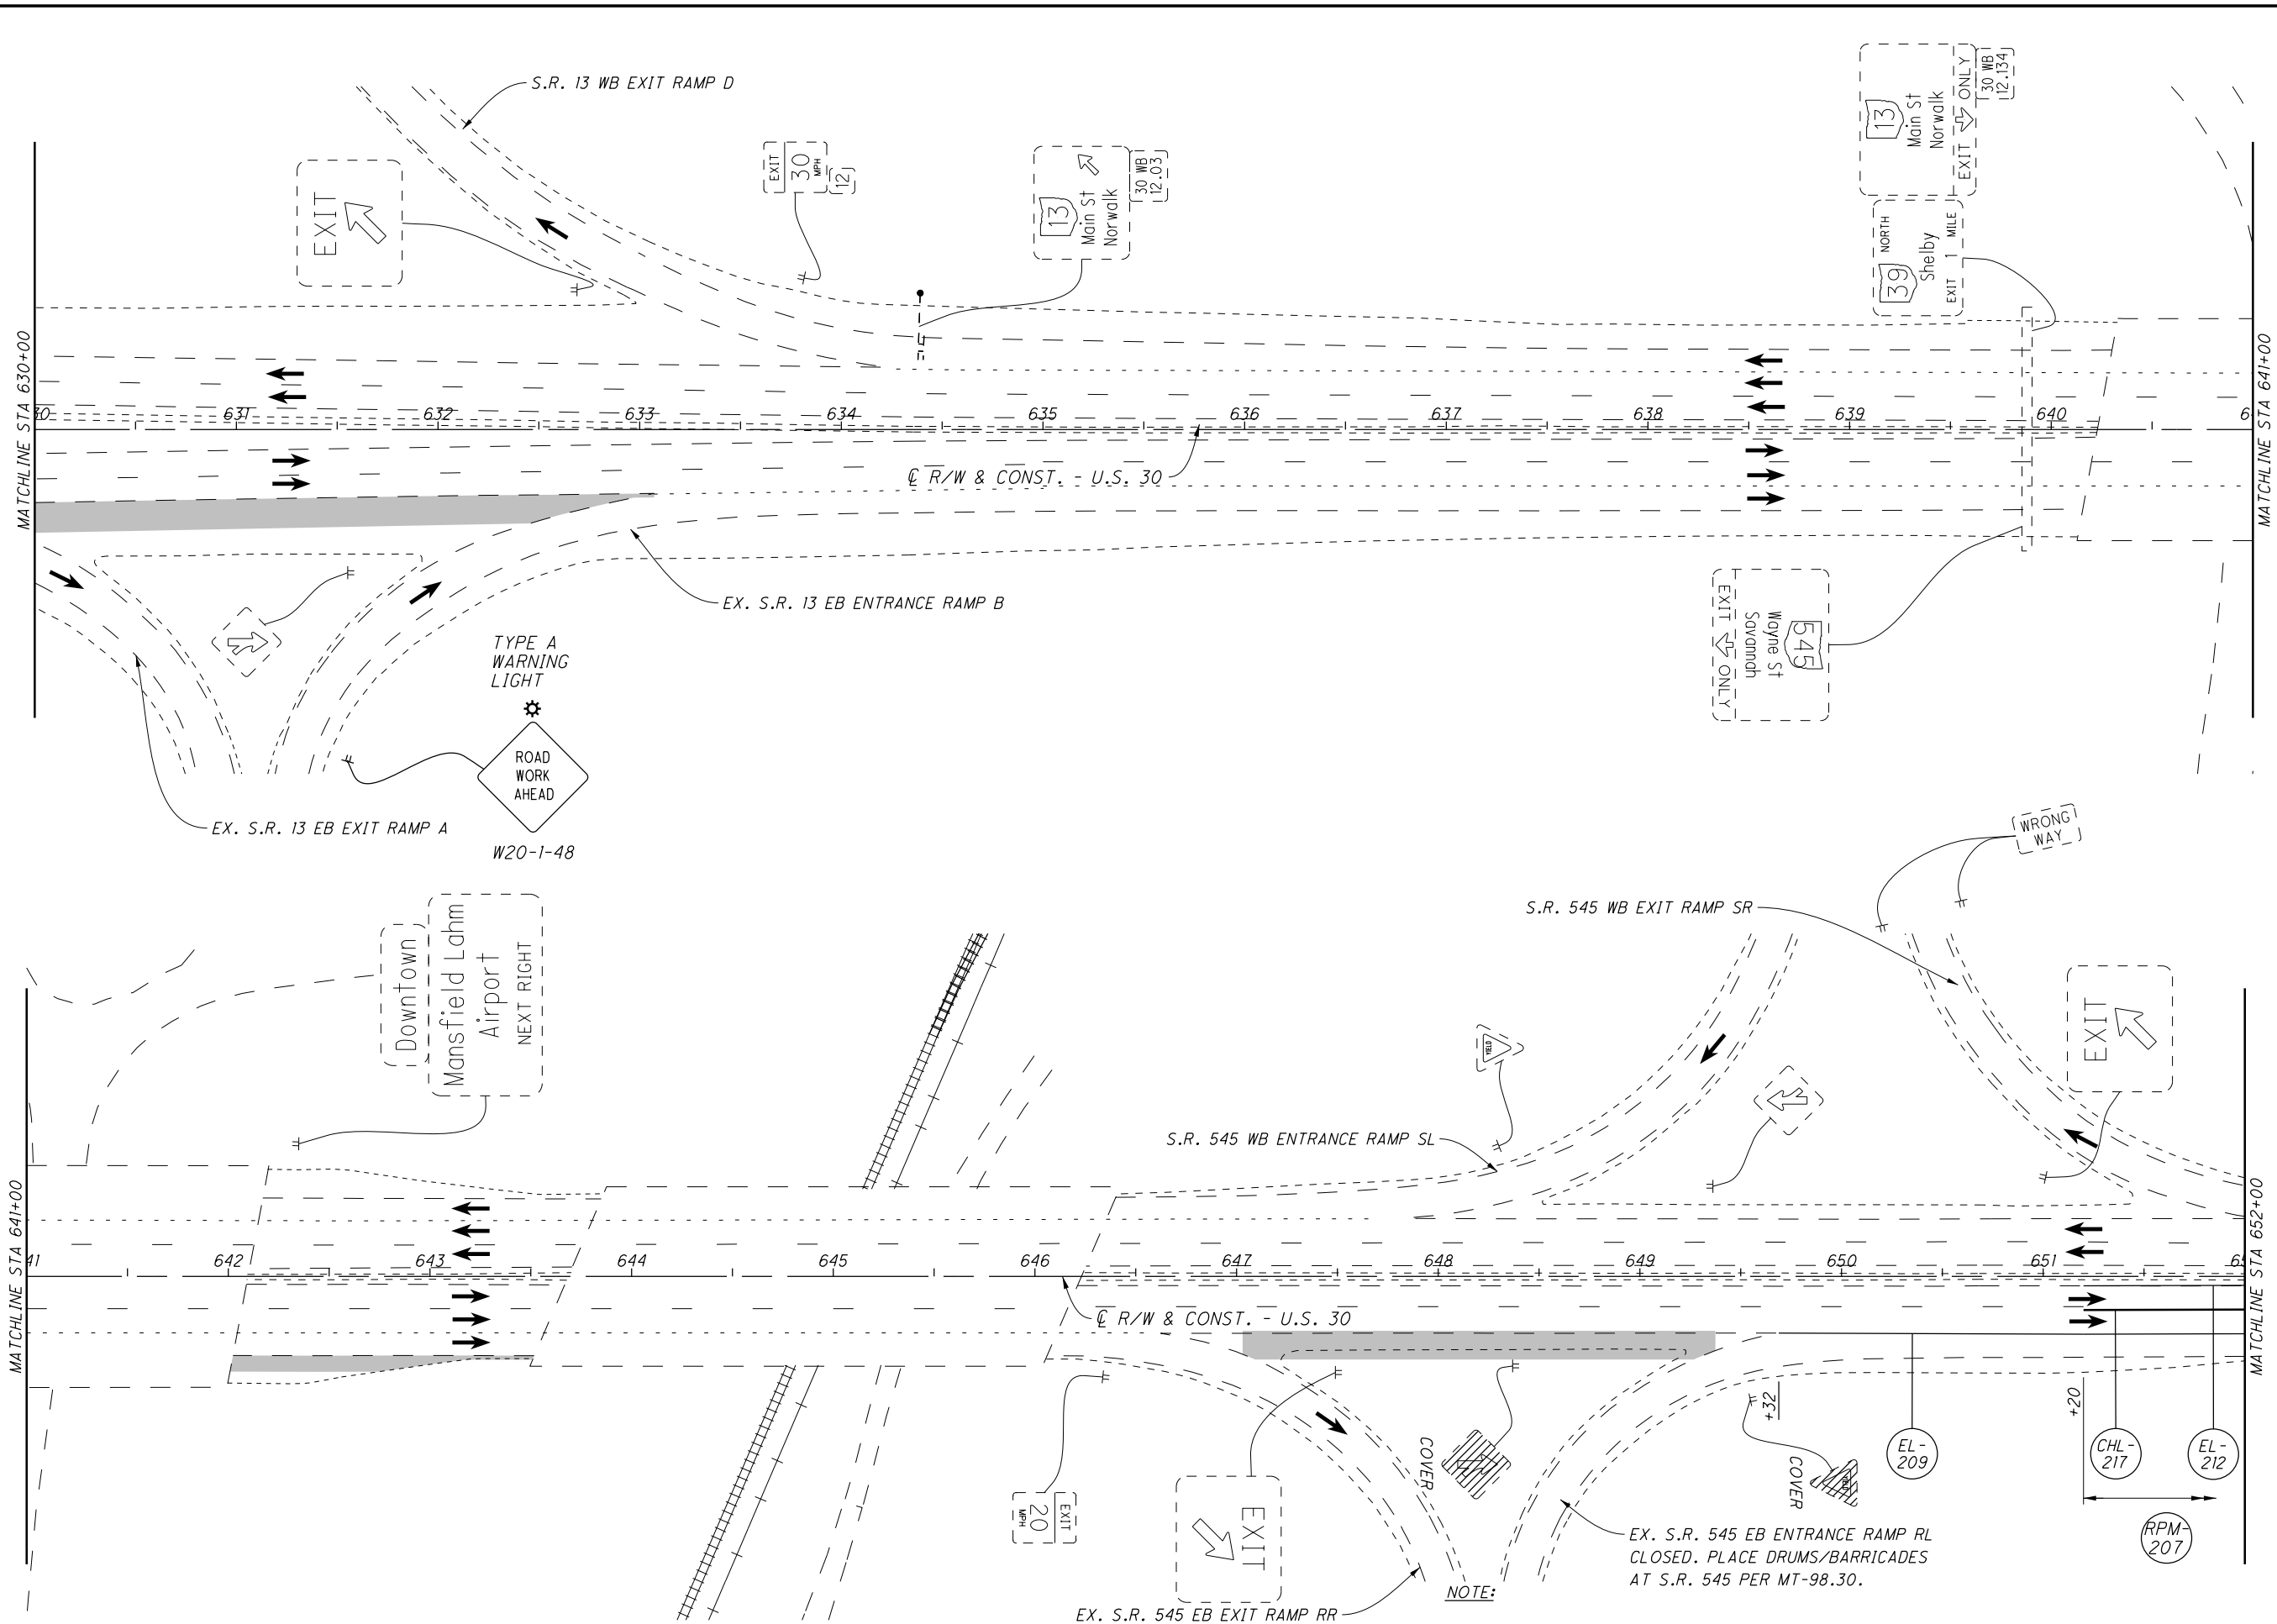 S.R. 13 WB EXIT RAMP D
EXIT
EXIT
30
MPH
12
13
Main St
Norwalk
30 WB
12.03
13
Main St
Norwalk
EXIT ONLY
30 WB
12.134
NORTH
39
Shelby
EXIT 1 MILE
MATCHLINE STA 630+00
30
631
632
633
634
635
636
637
638
639
640
6
MATCHLINE STA 641+00
℄ R/W & CONST. - U.S. 30
EX. S.R. 13 EB ENTRANCE RAMP B
545
Wayne St
Savannah
EXIT ONLY
TYPE A
WARNING
LIGHT
ROAD
WORK
AHEAD
W20-1-48
EX. S.R. 13 EB EXIT RAMP A
WRONG
WAY
S.R. 545 WB EXIT RAMP SR
Downtown
Mansfield Lahm
Airport
NEXT RIGHT
YIELD
EXIT
S.R. 545 WB ENTRANCE RAMP SL
MATCHLINE STA 641+00
41
642
643
644
645
646
647
648
649
650
651
65
MATCHLINE STA 652+00
℄ R/W & CONST. - U.S. 30
EXIT
20
MPH
EXIT
COVER
+32
COVER
EL-
209
+20
CHL-
217
EL-
212
RPM-
207
EX. S.R. 545 EB ENTRANCE RAMP RL
CLOSED. PLACE DRUMS/BARRICADES
AT S.R. 545 PER MT-98.30.
NOTE:
EX. S.R. 545 EB EXIT RAMP RR